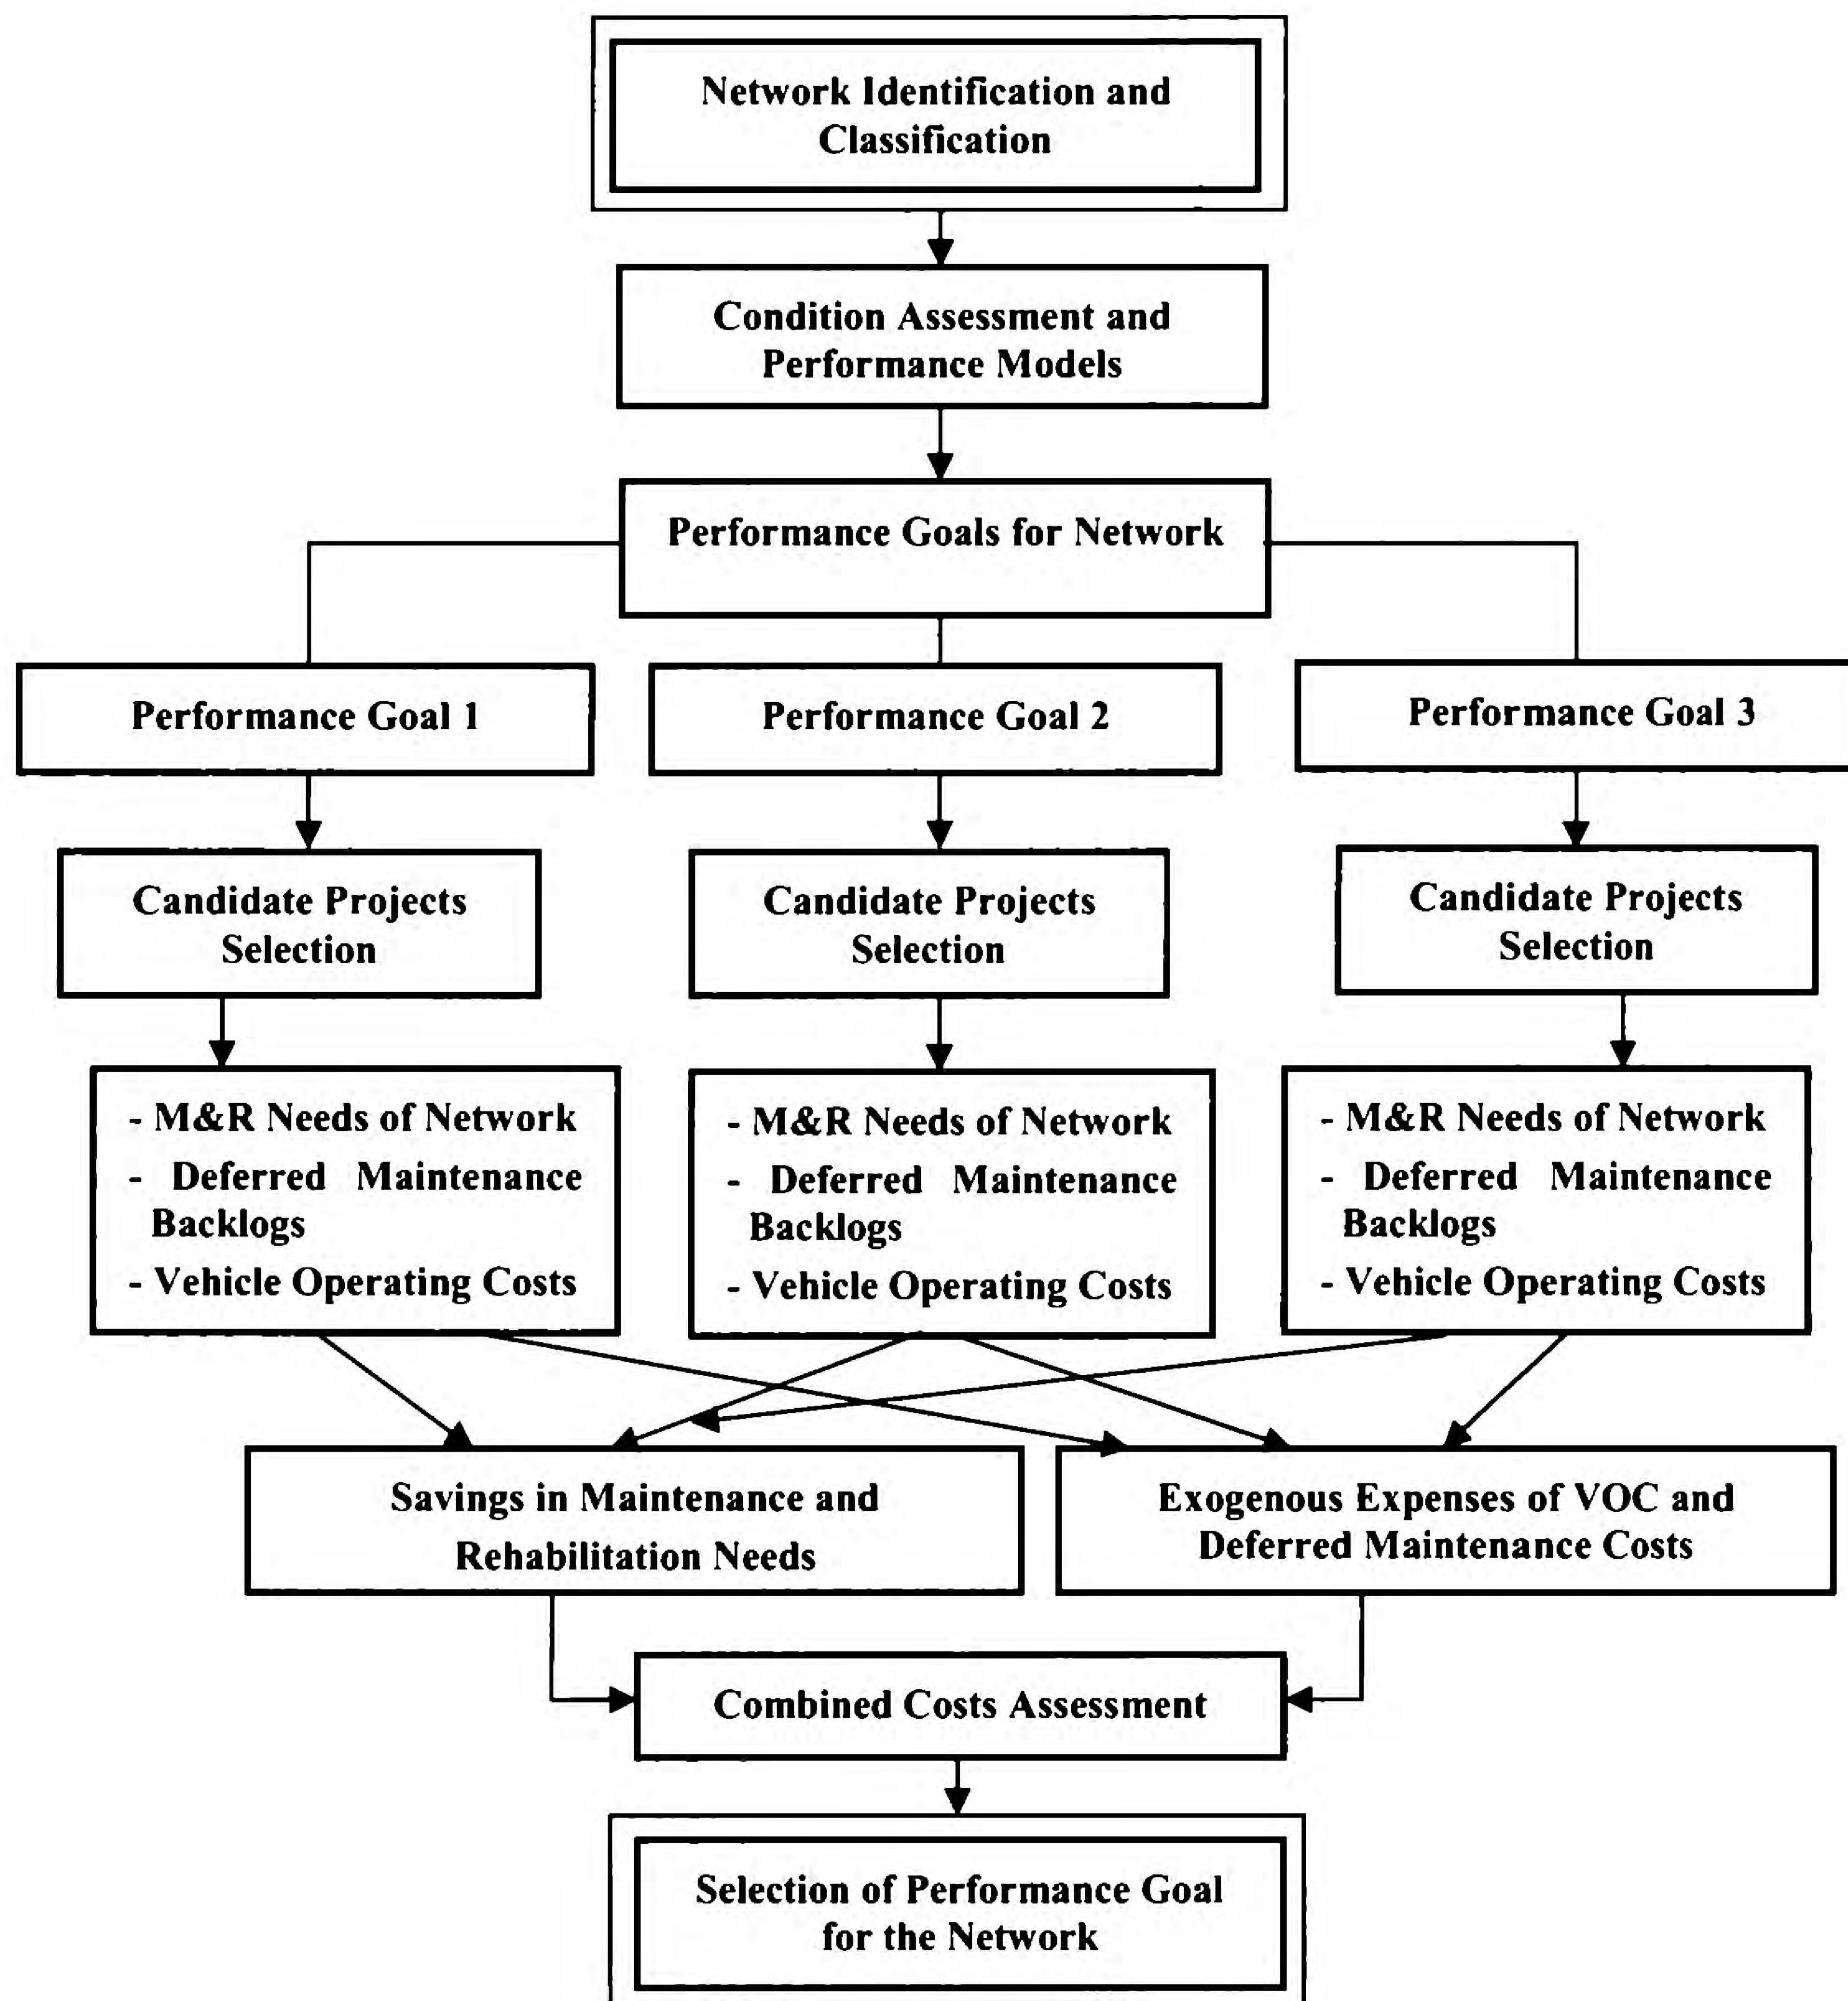 Network Identification and
Classification
Condition Assessment and
Performance Models
Performance Goals for Network
Performance Goal 1
Performance Goal 2
Performance Goal 3
Candidate Projects
Selection
Candidate Projects
Selection
Candidate Projects
Selection
- M&R Needs of Network
- Deferred Maintenance
Backlogs
- Vehicle Operating Costs
- M&R Needs of Network
- Deferred Maintenance
Backlogs
- Vehicle Operating Costs
- M&R Needs of Network
- Deferred Maintenance
Backlogs
- Vehicle Operating Costs
Savings in Maintenance and
Rehabilitation Needs
Exogenous Expenses of VOC and
Deferred Maintenance Costs
Combined Costs Assessment
Selection of Performance Goal
for the Network